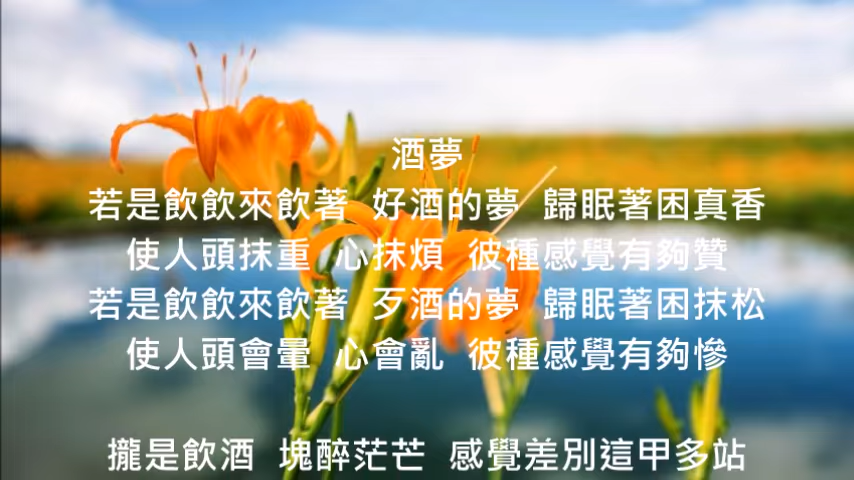 酒夢
若是飲飲來飲著 好酒的夢 歸眠著困真香
使人頭抹重 心抹煩 彼種感覺有夠贊
若是飲飲來飲著 歹酒的夢 歸眠著困抹松
使人頭會暈 心會亂 彼種感覺有夠慘
攏是飲酒 塊醉茫芒 感覺差別這甲多站